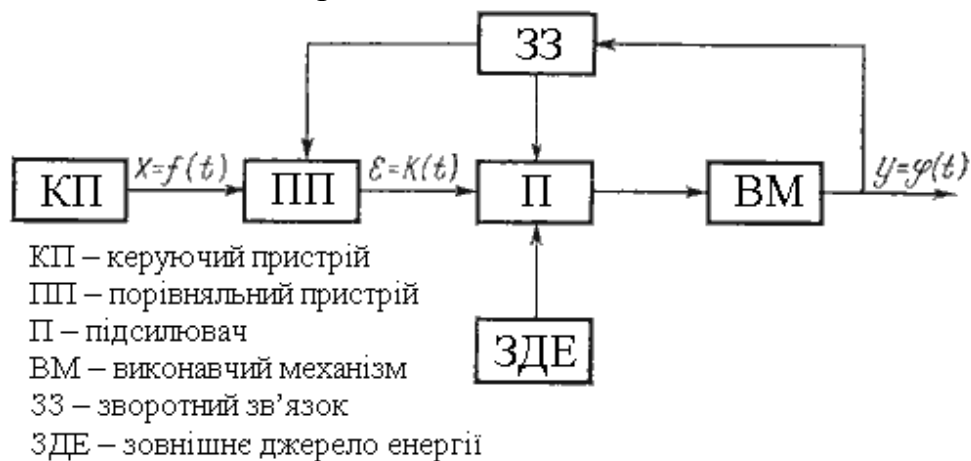 ЗЗ
КП
x=f(t)
ПП
ε=K(t)
П
ВМ
y=φ(t)
ЗДЕ
КП – керуючий пристрій
ПП – порівняльний пристрій
П – підсилювач
ВМ – виконавчий механізм
ЗЗ – зворотний зв’язок
ЗДЕ – зовнішнє джерело енергії